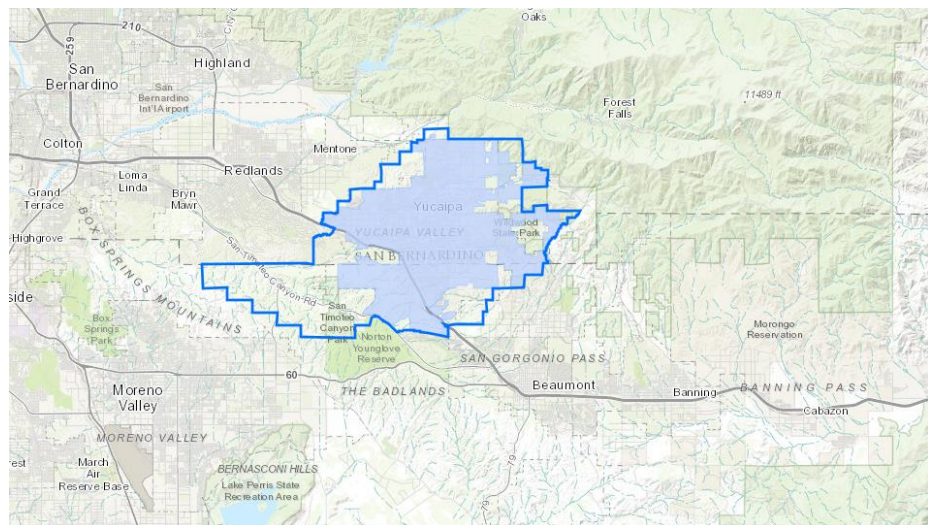 Oaks
210
City C
259
Highland
San
Bernardino
San
Bernardino
Int'l Airport
11489 ft
Forest
Falls
Colton
Mentone
Redlands
Loma
Linda
Grand
Terrace
Bryn
Mawr
Yucaipa
Wildwood
State
Park
YUCAIPA VALLEY
Highgrove
BOX SPRINGS MOUNTAINS
San Timoteo Canyon Rd
SAN BERNARDINO
side
Box
Springs
Park
San
Timoteo
Canyon
Park
Norton
Younglove
Reserve
Morongo
Reservation
SAN GORGONIO PASS
60
Moreno
Valley
THE BADLANDS
Beaumont
Banning
BANNING PASS
Cabazon
MORENO VALLEY
79
rest
March
Air
Reserve Base
BERNASCONI HILLS
Lake Perris State
Recreation Area
79